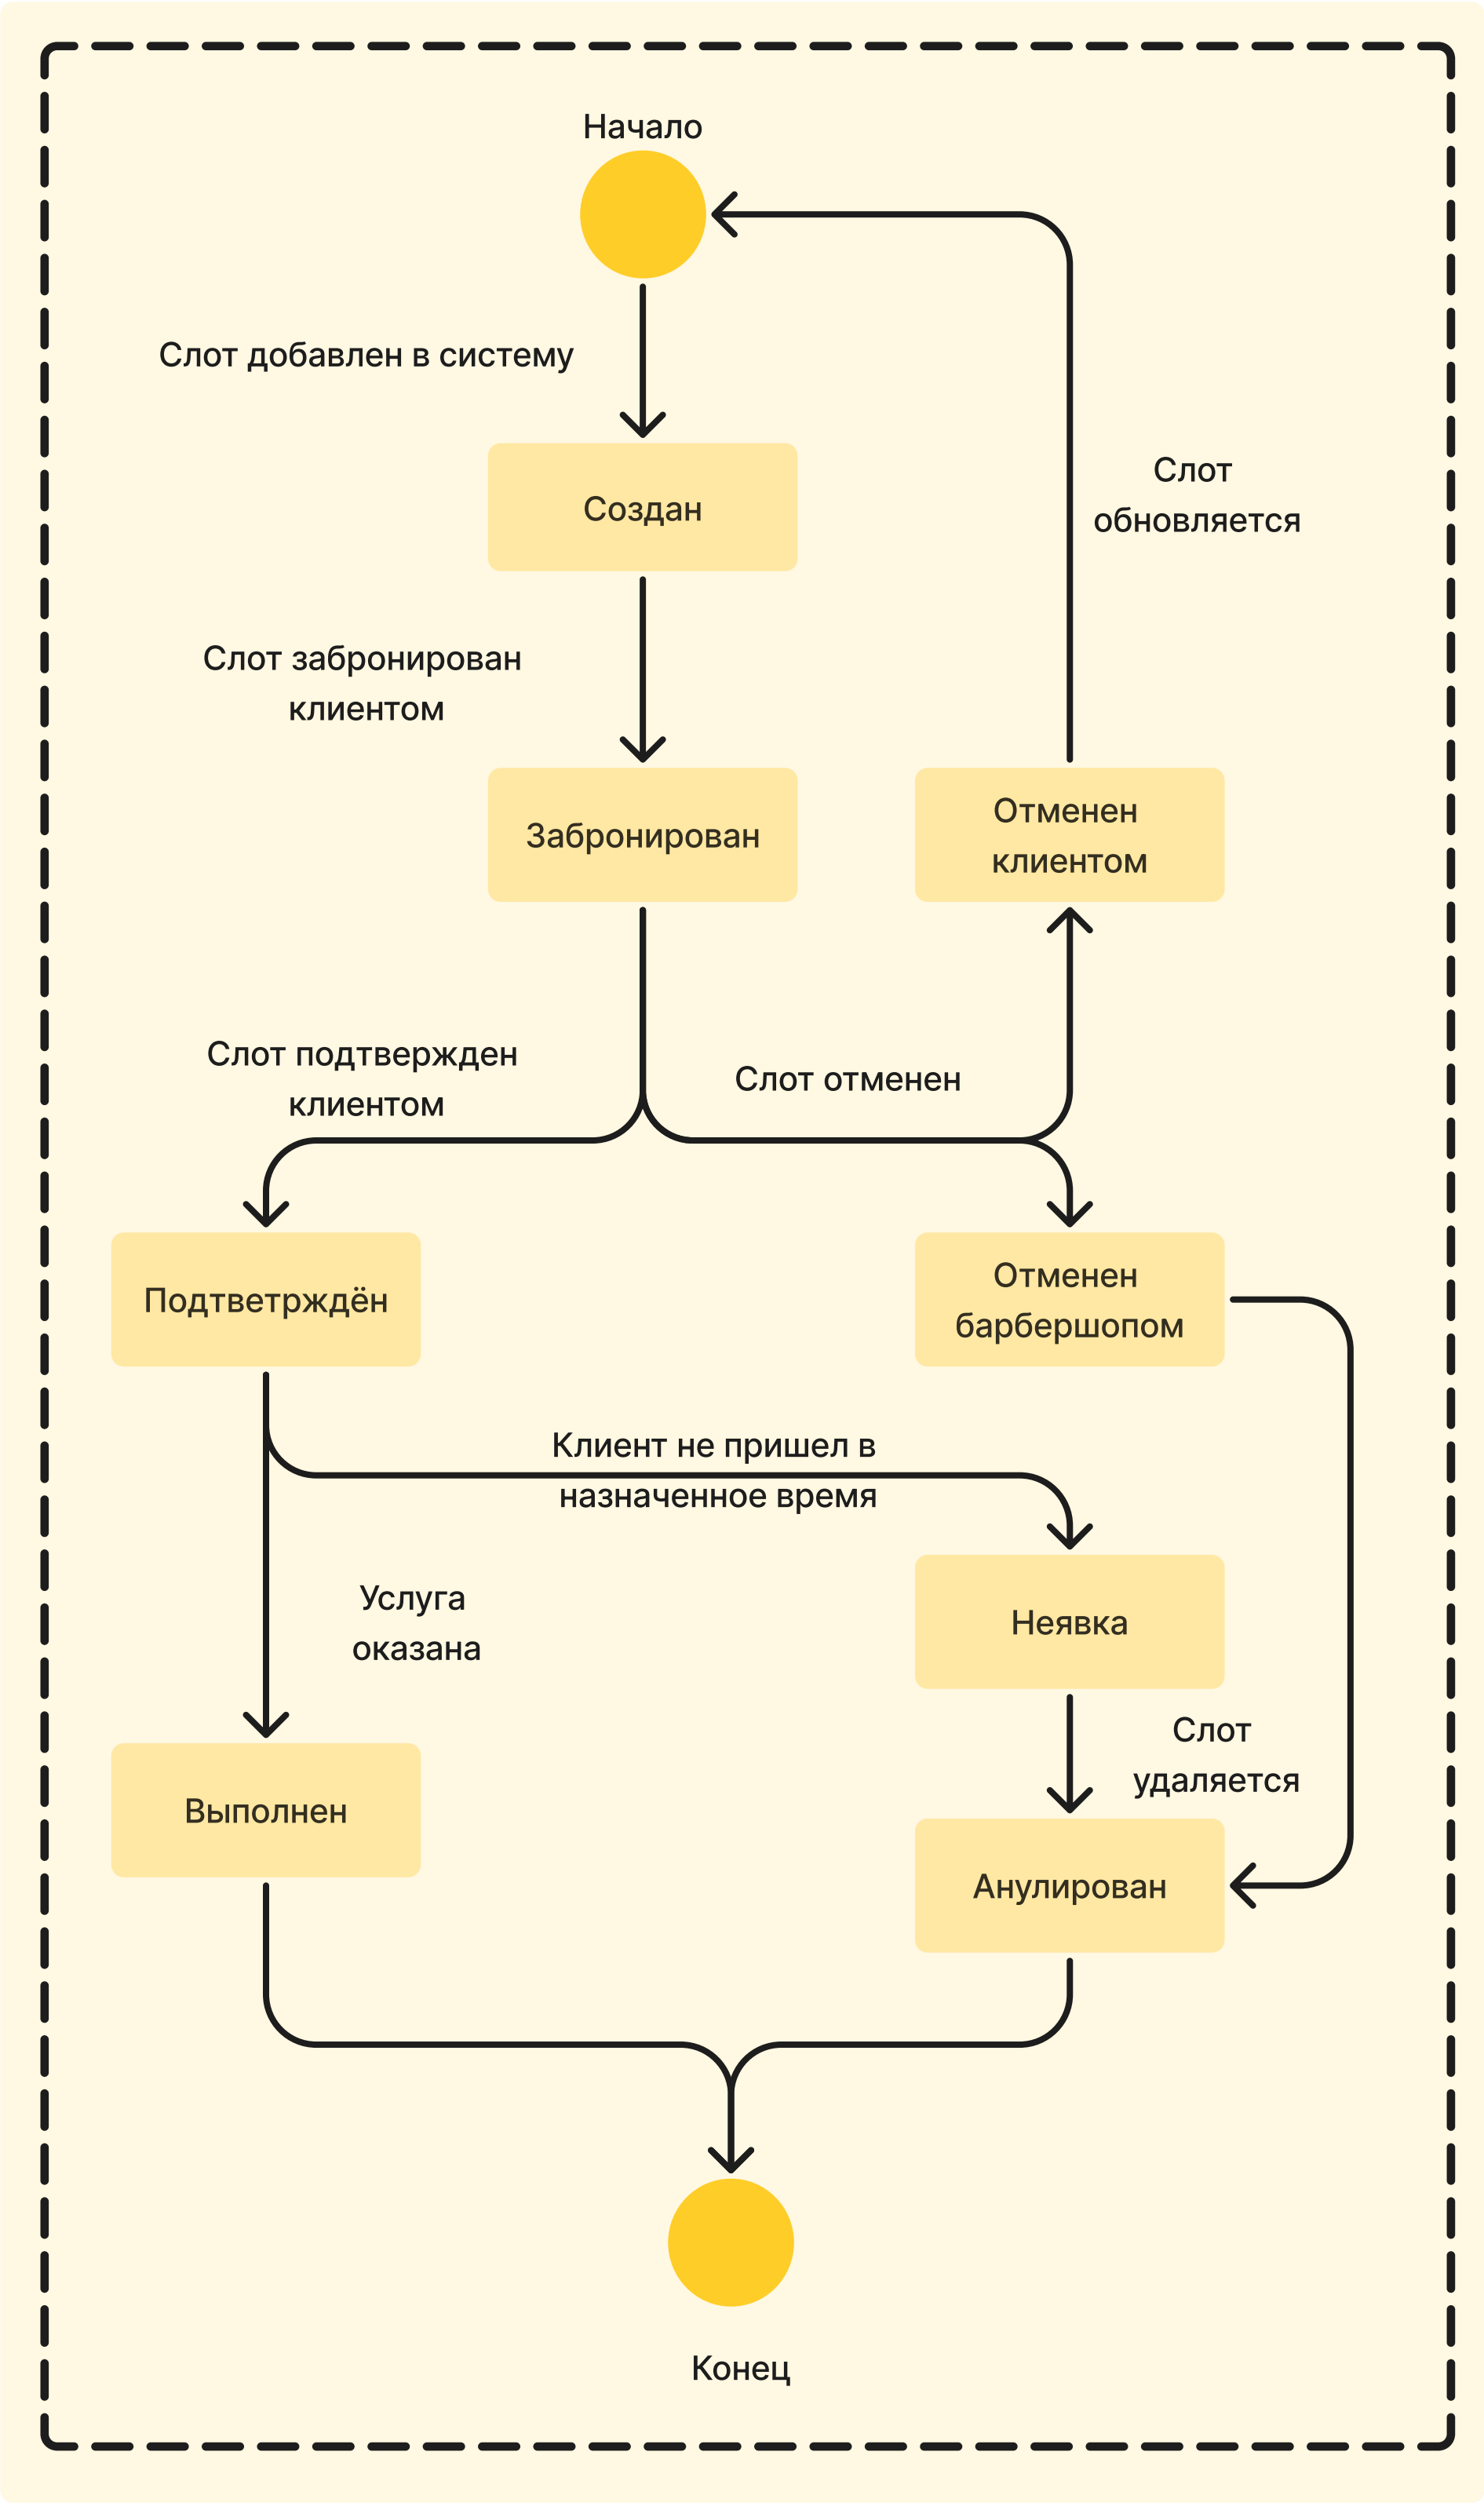 Начало
Слот добавлен в систему
Создан
Слот
обновляется
Слот забронирован
клиентом
Забронирован
Отменен
клиентом
Слот подтвержден
клиентом
Слот отменен
Подтветрждён
Отменен
барбершопом
Клиент не пришел в
назначенное время
Услуга
оказана
Неявка
Слот
удаляется
Выполнен
Анулирован
Конец